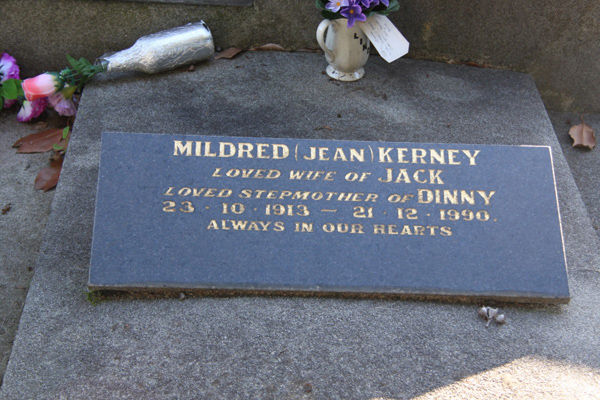 MILDRED (JEAN) KERNEY
LOVED WIFE OF JACK
LOVED STEPMOTHER OF DINNY
23·10·1913 — 21·12·1990.
ALWAYS IN OUR HEARTS